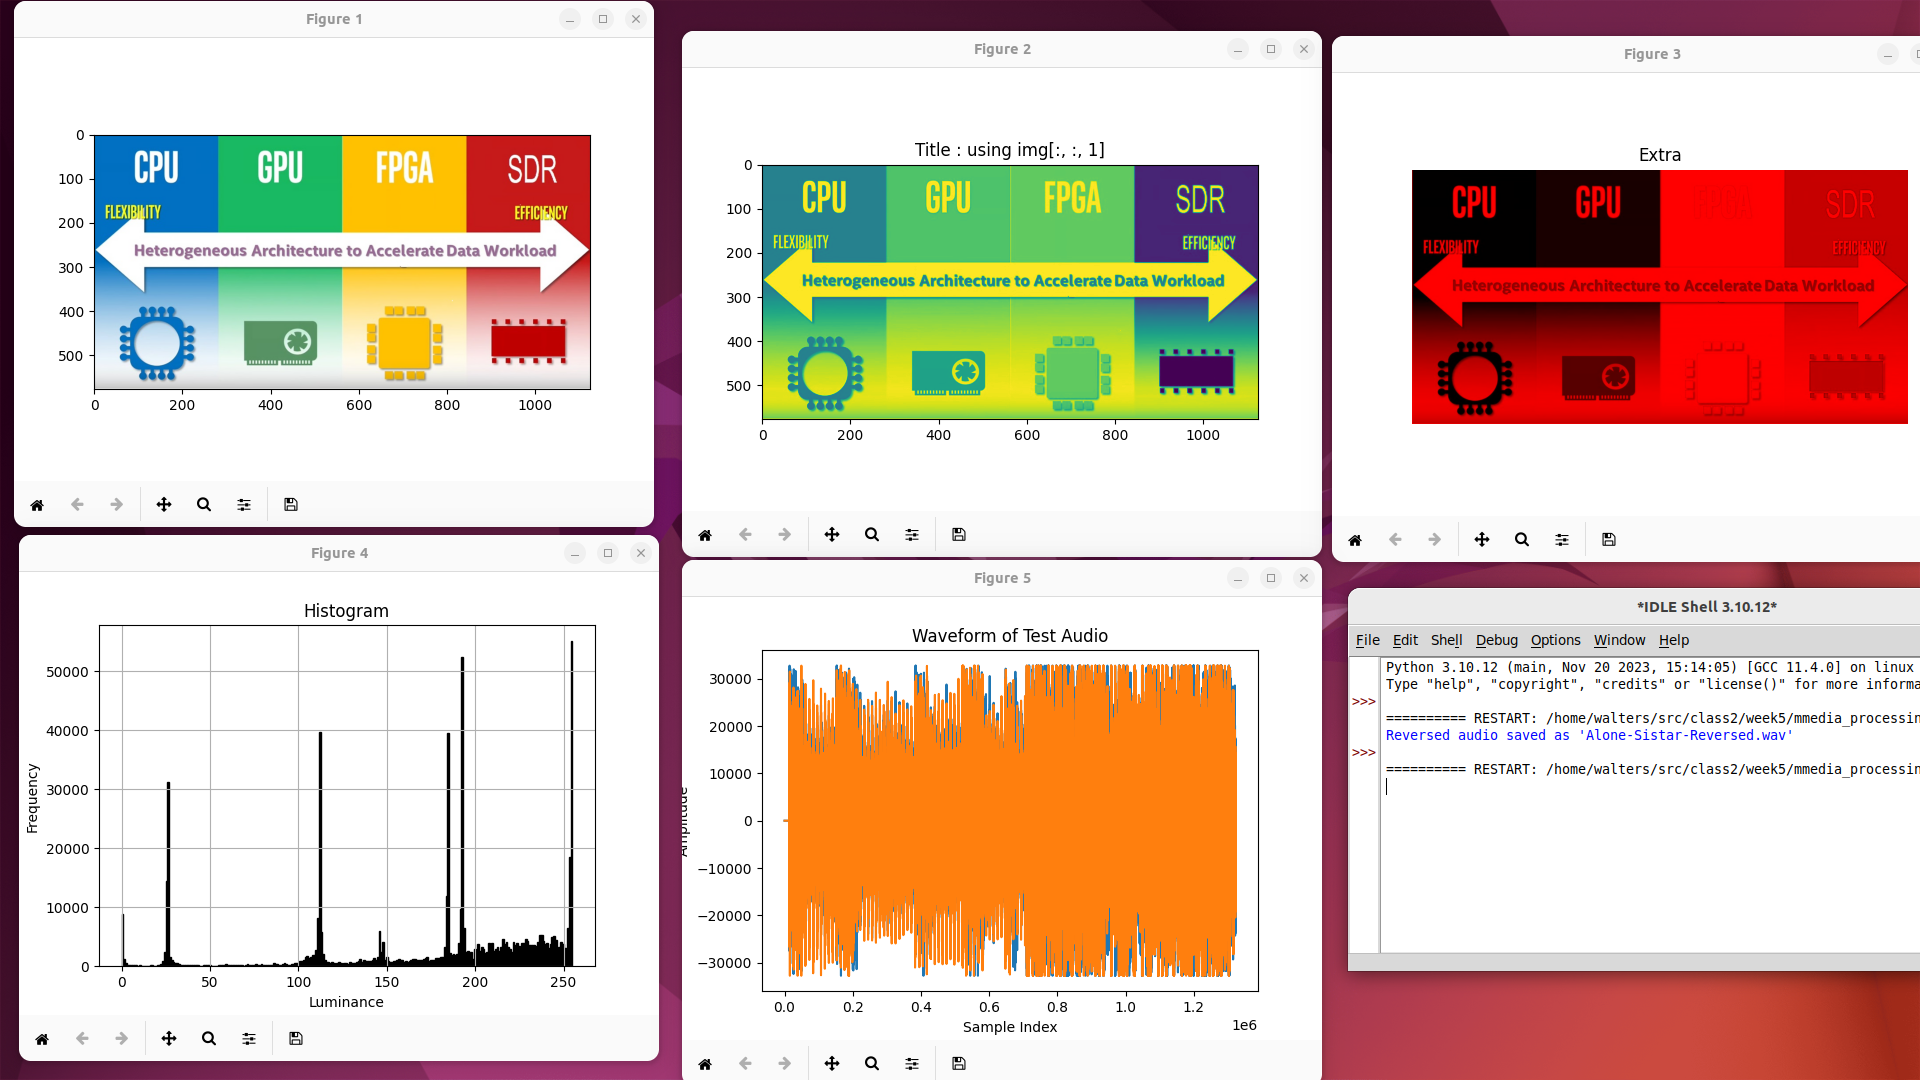 Figure 1
0
100
200
300
400
500
0 200 400 600 800 1000
CPU GPU FPGA SDR
FLEXIBILITY EFFICIENCY
Heterogeneous Architecture to Accelerate Data Workload
Figure 2
Title : using img[:, :, 1]
0
100
200
300
400
500
0 200 400 600 800 1000
CPU GPU FPGA SDR
FLEXIBILITY EFFICIENCY
Heterogeneous Architecture to Accelerate Data Workload
Figure 3
Extra
CPU GPU FPGA SDR
FLEXIBILITY EFFICIENCY
Heterogeneous Architecture to Accelerate Data Workload
Figure 4
Histogram
Frequency
50000
40000
30000
20000
10000
0
0 50 100 150 200 250
Luminance
Figure 5
Waveform of Test Audio
Amplitude
30000
20000
10000
0
−10000
−20000
−30000
0.0 0.2 0.4 0.6 0.8 1.0 1.2
1e6
Sample Index
*IDLE Shell 3.10.12*
File Edit Shell Debug Options Window Help
Python 3.10.12 (main, Nov 20 2023, 15:14:05) [GCC 11.4.0] on linux
Type "help", "copyright", "credits" or "license()" for more informa
>>>
========== RESTART: /home/walters/src/class2/week5/mmedia_processin
Reversed audio saved as 'Alone-Sistar-Reversed.wav'
>>>
========== RESTART: /home/walters/src/class2/week5/mmedia_processin